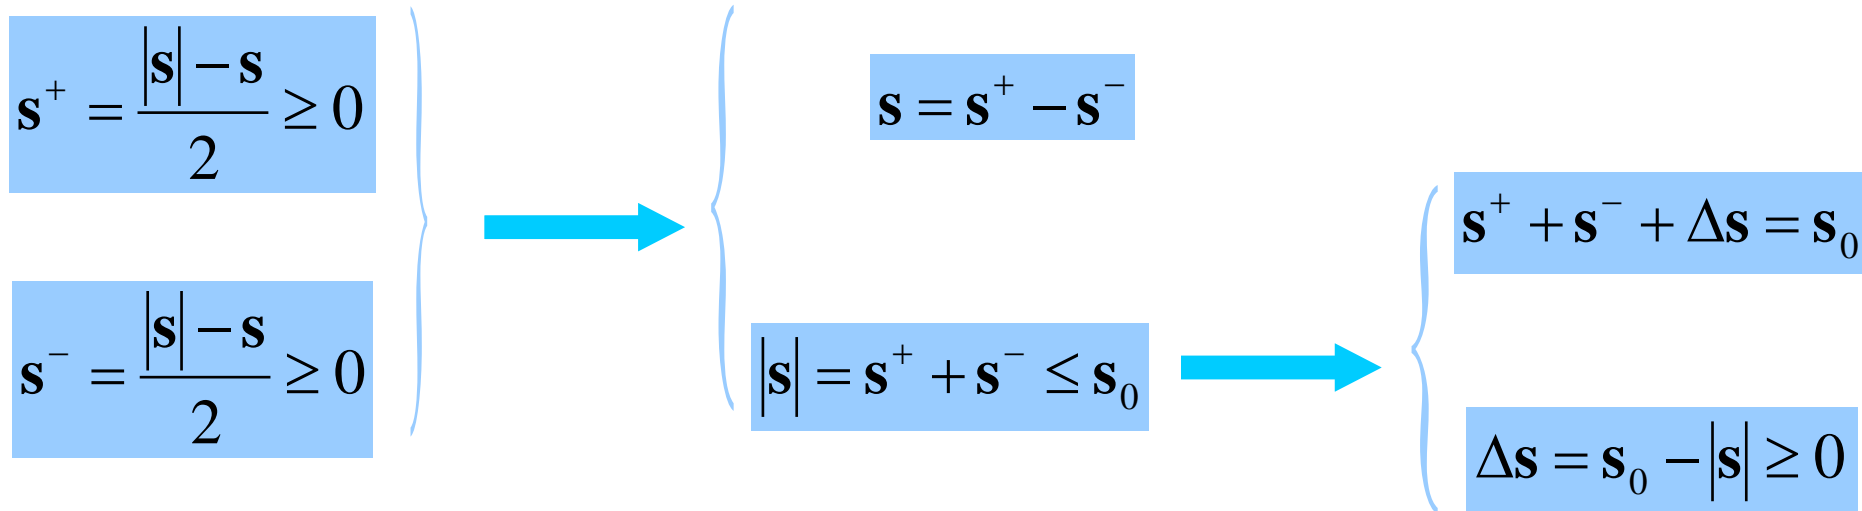 s⁺ = (|s| − s)/2 ≥ 0
s⁻ = (|s| − s)/2 ≥ 0
s = s⁺ − s⁻
|s| = s⁺ + s⁻ ≤ s₀
s⁺ + s⁻ + Δs = s₀
Δs = s₀ − |s| ≥ 0